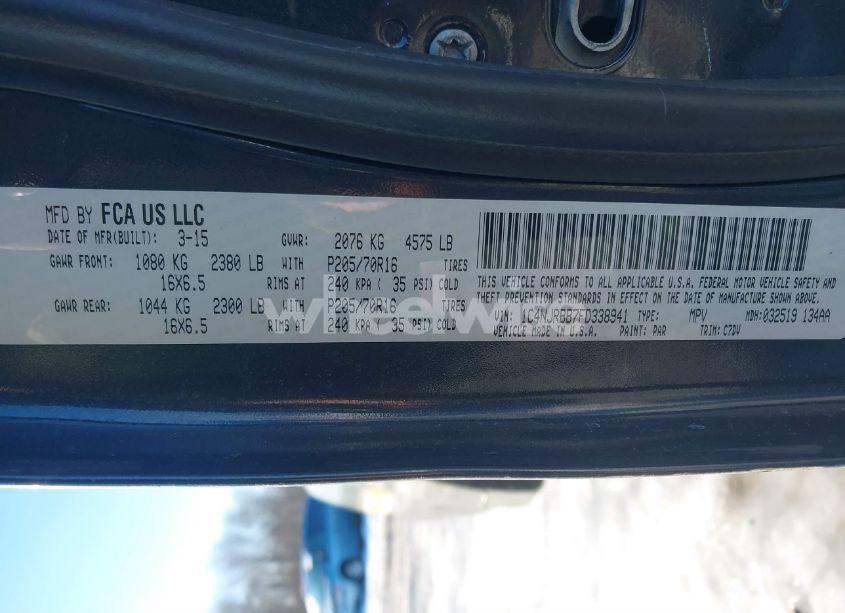 MFD BY FCA US LLC
DATE OF MFR(BUILT): 3-15 GVWR: 2076 KG 4575 LB
GAWR FRONT: 1080 KG 2380 LB WITH P205/70R16 TIRES
16X6.5 RIMS AT 240 KPA ( 35 PSI) COLD
GAWR REAR: 1044 KG 2300 LB WITH P205/70R16 TIRES
16X6.5 RIMS AT 240 KPA ( 35 PSI) COLD
THIS VEHICLE CONFORMS TO ALL APPLICABLE U.S.A. FEDERAL MOTOR VEHICLE SAFETY AND
THEFT PREVENTION STANDARDS IN EFFECT ON THE DATE OF MANUFACTURE SHOWN ABOVE.
VIN: 1C4NJRBB7FD338941 TYPE: MPV MDH: 032519 134AA
VEHICLE MADE IN U.S.A. PAINT: PAR TRIM: C7DV